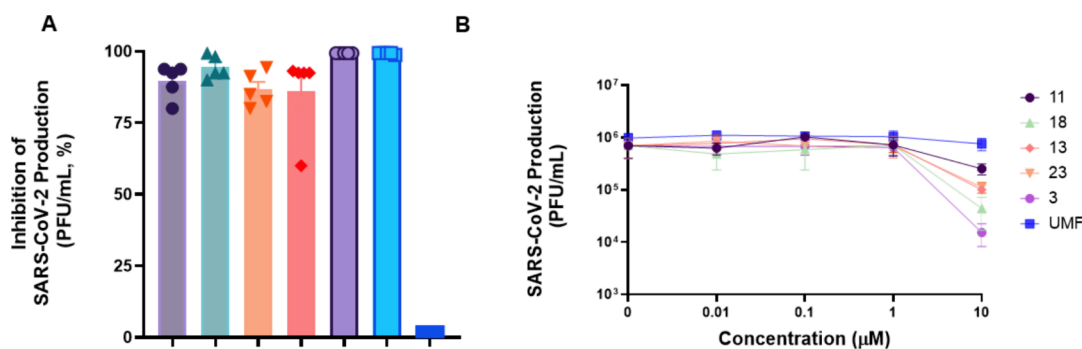 A
Inhibition of
SARS-CoV-2 Production
(PFU/mL, %)
100
75
50
25
0
B
SARS-CoV-2 Production
(PFU/mL)
10⁷
10⁶
10⁵
10⁴
10³
0
0.01
0.1
1
10
Concentration (μM)
11
18
13
23
3
UMF